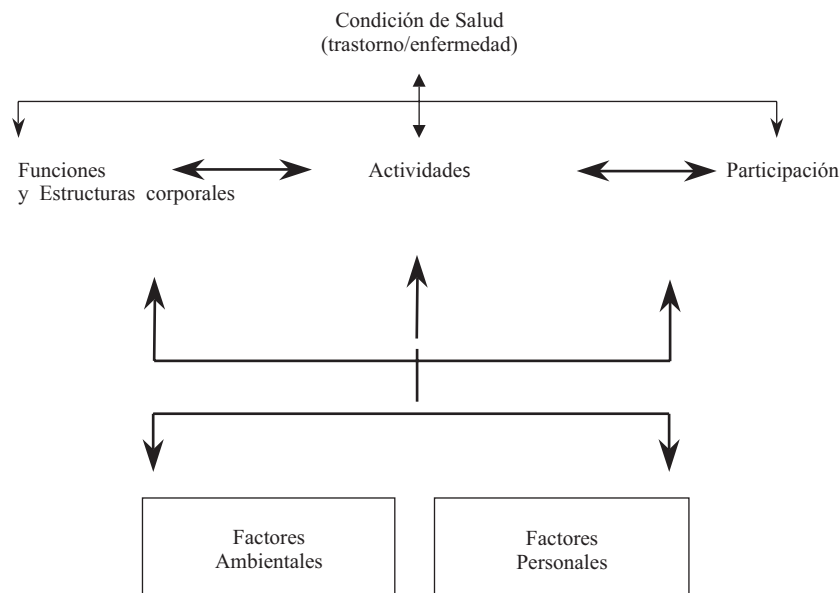 Condición de Salud
(trastorno/enfermedad)
Funciones
y Estructuras corporales
Actividades
Participación
Factores
Ambientales
Factores
Personales